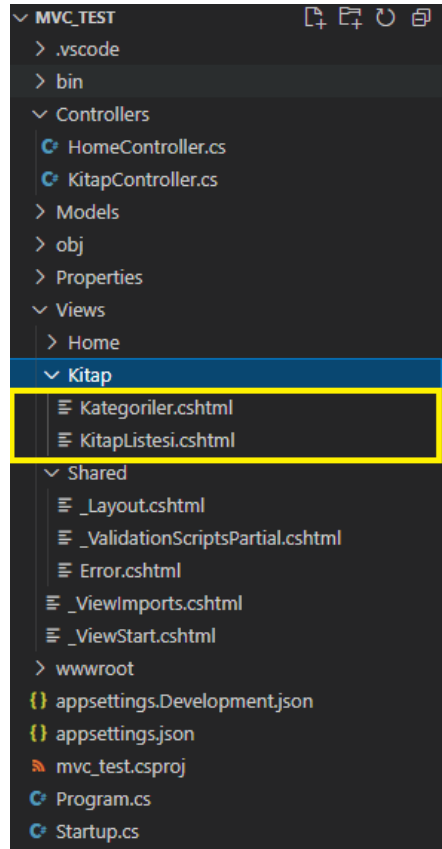 MVC_TEST
.vscode
bin
Controllers
C# HomeController.cs
C# KitapController.cs
Models
obj
Properties
Views
Home
Kitap
Kategoriler.cshtml
KitapListesi.cshtml
Shared
_Layout.cshtml
_ValidationScriptsPartial.cshtml
Error.cshtml
_ViewImports.cshtml
_ViewStart.cshtml
wwwroot
{} appsettings.Development.json
{} appsettings.json
mvc_test.csproj
C# Program.cs
C# Startup.cs